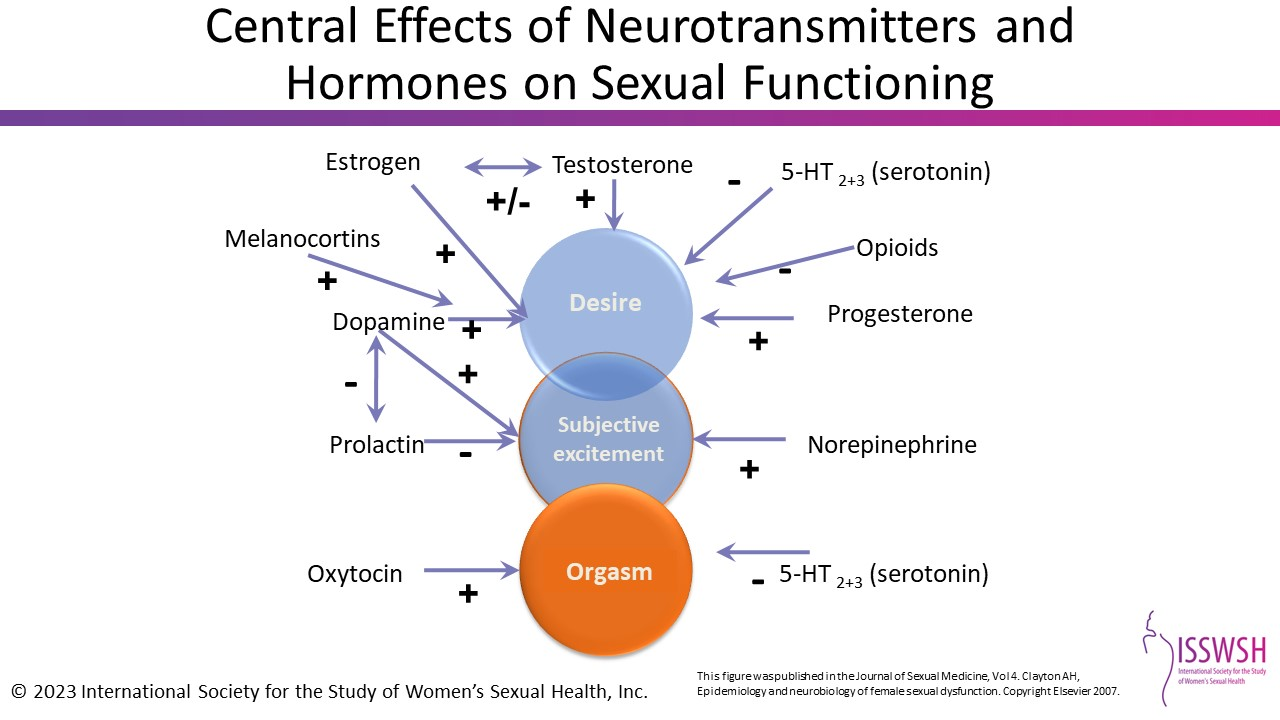 Central Effects of Neurotransmitters and
Hormones on Sexual Functioning
Estrogen
Testosterone
5-HT 2+3 (serotonin)
+/-
+
-
Melanocortins
+
+
Opioids
-
Desire
Dopamine
+
Progesterone
+
+
-
Subjective
excitement
Prolactin
-
Norepinephrine
+
Oxytocin
+
Orgasm
-
5-HT 2+3 (serotonin)
ISSWSH
International Society for the Study
of Women's Sexual Health
© 2023 International Society for the Study of Women’s Sexual Health, Inc.
This figure waspublished in the Journal of Sexual Medicine, Vol 4. Clayton AH,
Epidemiology and neurobiology of female sexual dysfunction. Copyright Elsevier 2007.